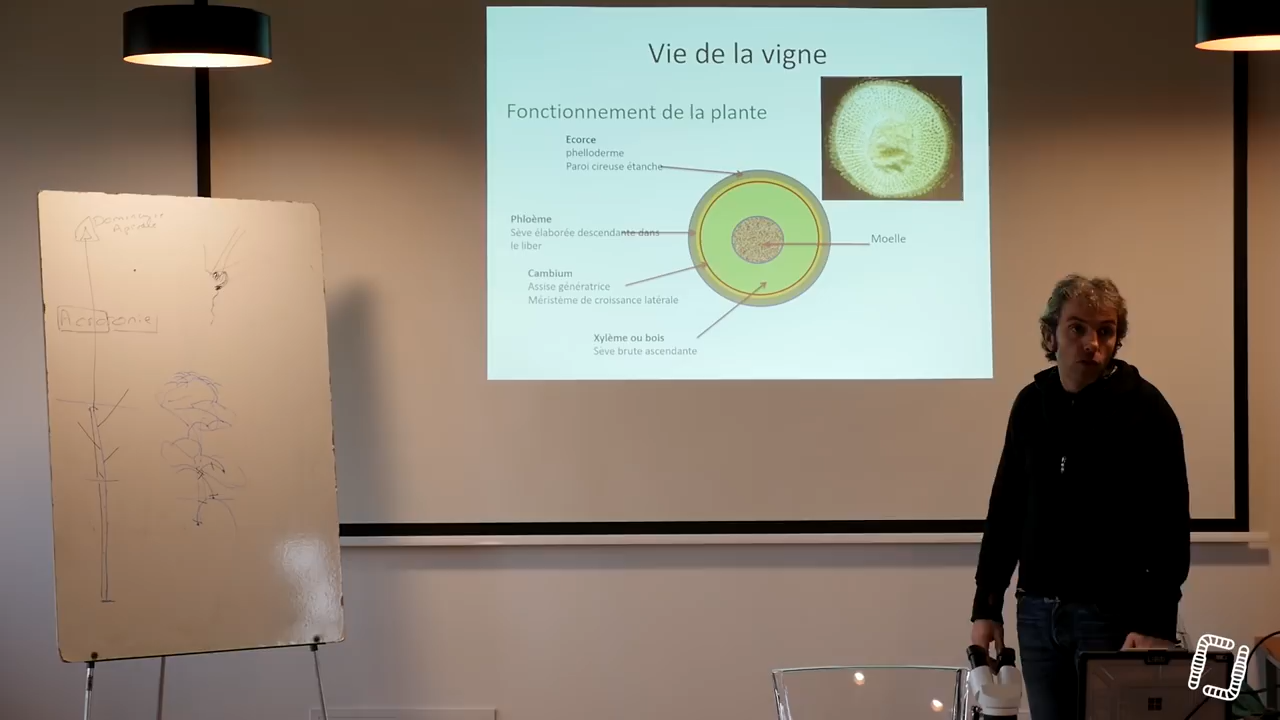 Vie de la vigne
Fonctionnement de la plante
Ecorce
phelloderme
Paroi cireuse étanche
Phloème
Sève élaborée descendante dans
le liber
Moelle
Cambium
Assise génératrice
Méristème de croissance latérale
Xylème ou bois
Seve brute ascendante
Acrotonie